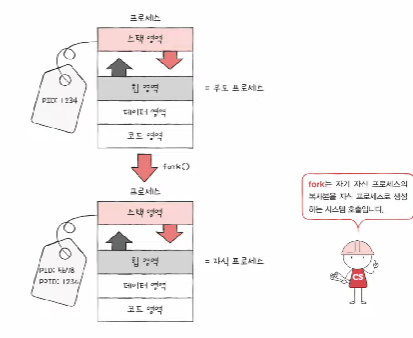 프로세스
스택 영역
PID: 1234
힙 영역
= 부모 프로세스
데이터 영역
코드 영역
fork()
프로세스
스택 영역
fork는 자기 자신 프로세스의
복사본을 자식 프로세스로 생성
하는 시스템 호출입니다.
PID: 5678
PPID: 1234
힙 영역
= 자식 프로세스
데이터 영역
코드 영역
CS